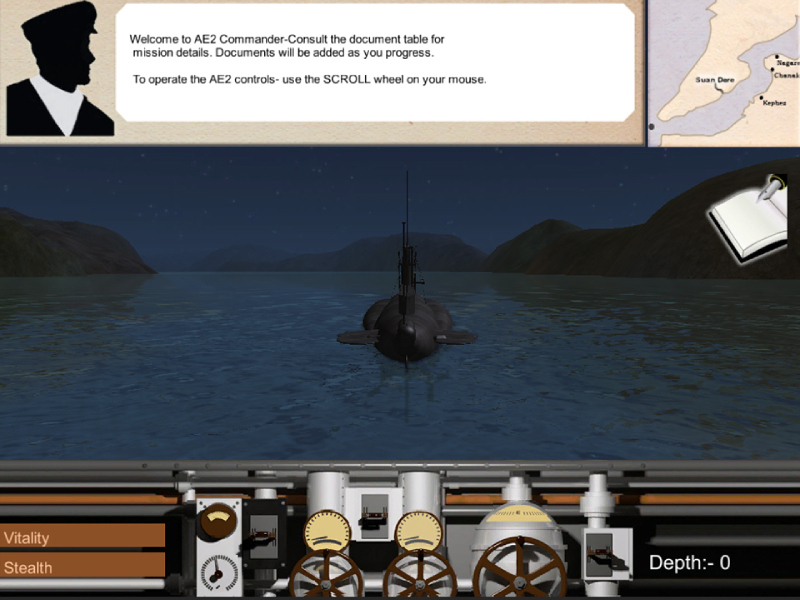 Welcome to AE2 Commander-Consult the document table for
mission details. Documents will be added as you progress.
To operate the AE2 controls- use the SCROLL wheel on your mouse.
Suan Dere
Nagara
Chanak
Kephez
Vitality
Stealth
Depth:- 0